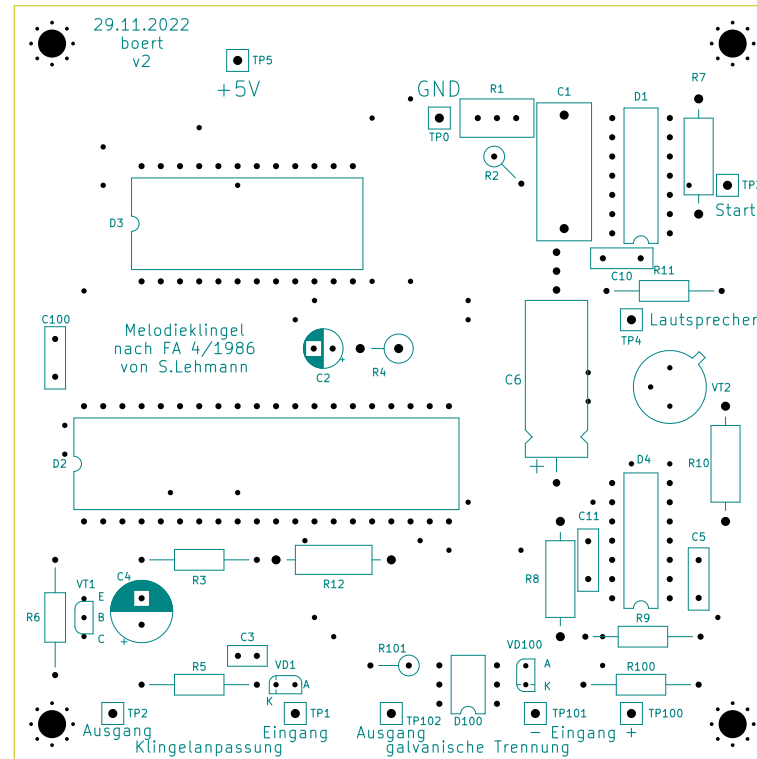 29.11.2022
boert
v2
TP5
+5V
GND
TP0
R1
C1
D1
R7
R2
TP3
Start
D3
C10
R11
C100
Melodieklingel
nach FA 4/1986
von S.Lehmann
C2
+
R4
C6
+
TP4
Lautsprecher
VT2
D2
D4
R10
C11
C5
R8
R3
R12
R6
VT1
E
B
C
C4
+
R9
C3
R5
VD1
K
A
R101
D100
VD100
A
K
R100
TP2
Ausgang
TP1
Eingang
Klingelanpassung
TP102
Ausgang
TP101
TP100
- Eingang +
galvanische Trennung